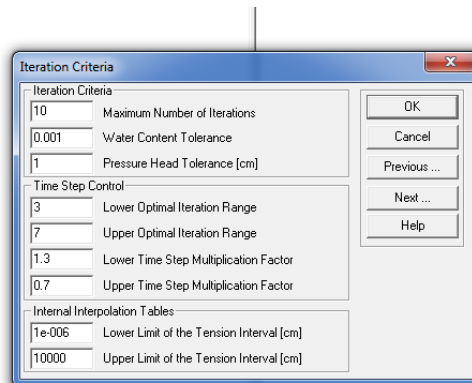 Iteration Criteria
Iteration Criteria
10 Maximum Number of Iterations
0.001 Water Content Tolerance
1 Pressure Head Tolerance [cm]
Time Step Control
3 Lower Optimal Iteration Range
7 Upper Optimal Iteration Range
1.3 Lower Time Step Multiplication Factor
0.7 Upper Time Step Multiplication Factor
Internal Interpolation Tables
1e-006 Lower Limit of the Tension Interval [cm]
10000 Upper Limit of the Tension Interval [cm]
OK
Cancel
Previous ...
Next ...
Help